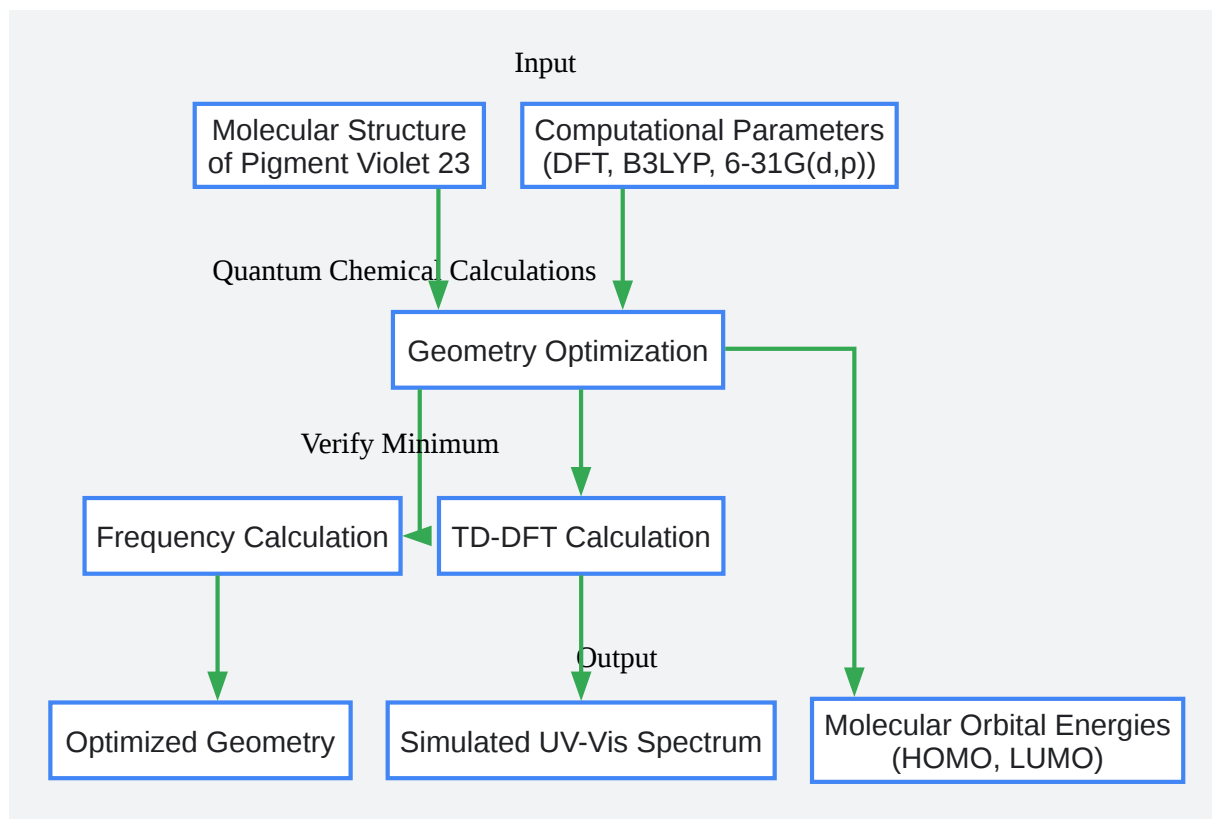 Input
Molecular Structure
of Pigment Violet 23
Computational Parameters
(DFT, B3LYP, 6-31G(d,p))
Quantum Chemical Calculations
Geometry Optimization
Verify Minimum
Frequency Calculation
TD-DFT Calculation
Output
Optimized Geometry
Simulated UV-Vis Spectrum
Molecular Orbital Energies
(HOMO, LUMO)